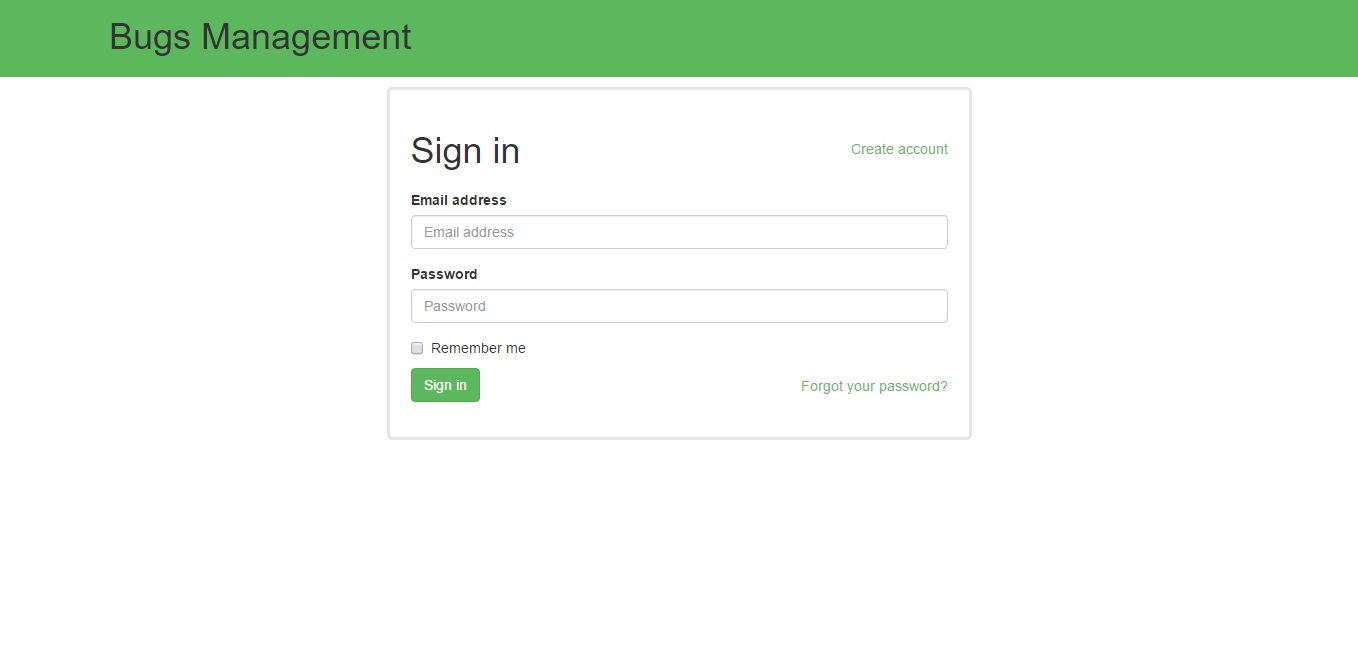 Bugs Management
Sign in
Create account
Email address
Email address
Password
Password
Remember me
Sign in
Forgot your password?